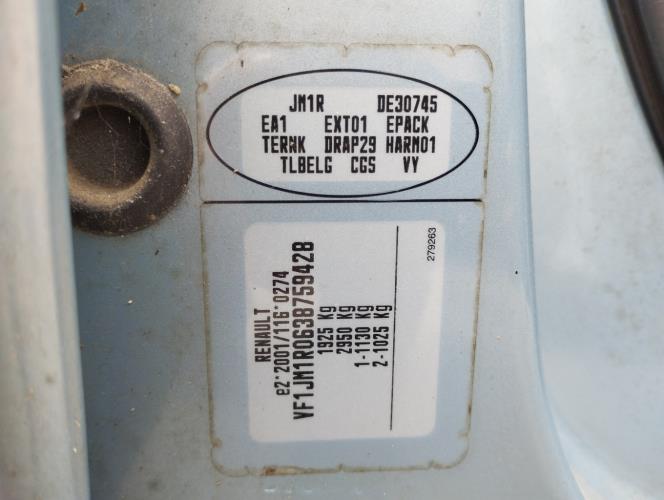 JM1R DE30745
EA1 EXT01 EPACK
TERNK DRAP29 HARM01
TLBELG CGS VY
RENAULT
e2*2001/116*0274
VF1JM1R0638759428
1925 Kg
2950 Kg
1-1130 Kg
2-1025 Kg
279263